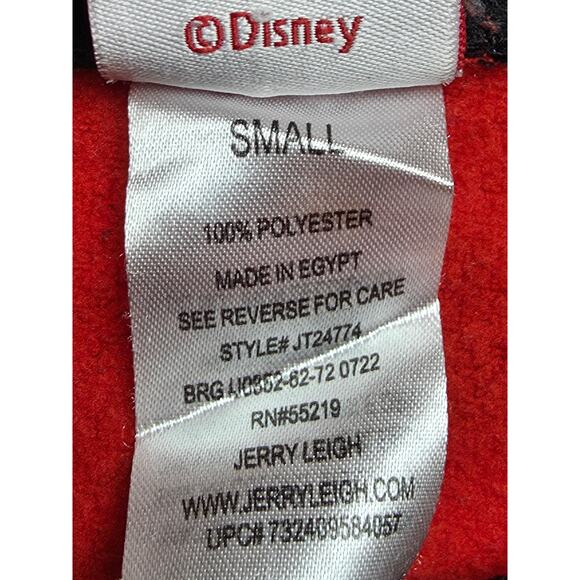 ©Disney
SMALL
100% POLYESTER
MADE IN EGYPT
SEE REVERSE FOR CARE
STYLE# JT24774
BRG 0722
RN#55219
JERRY LEIGH
WWW.JERRYLEIGH.COM
UPC# 732409584057